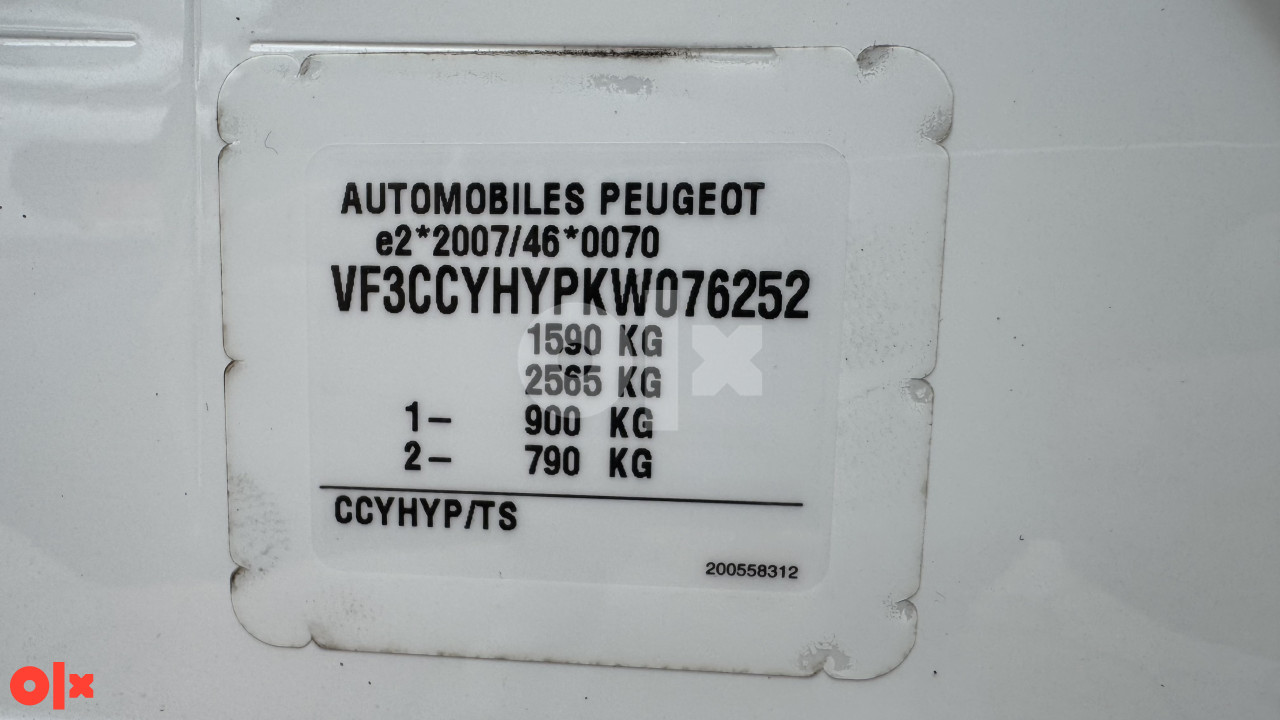 AUTOMOBILES PEUGEOT
e2*2007/46*0070
VF3CCYHYPKW076252
1590 KG
2565 KG
1- 900 KG
2- 790 KG
CCYHYP/TS
200558312
olx
olx